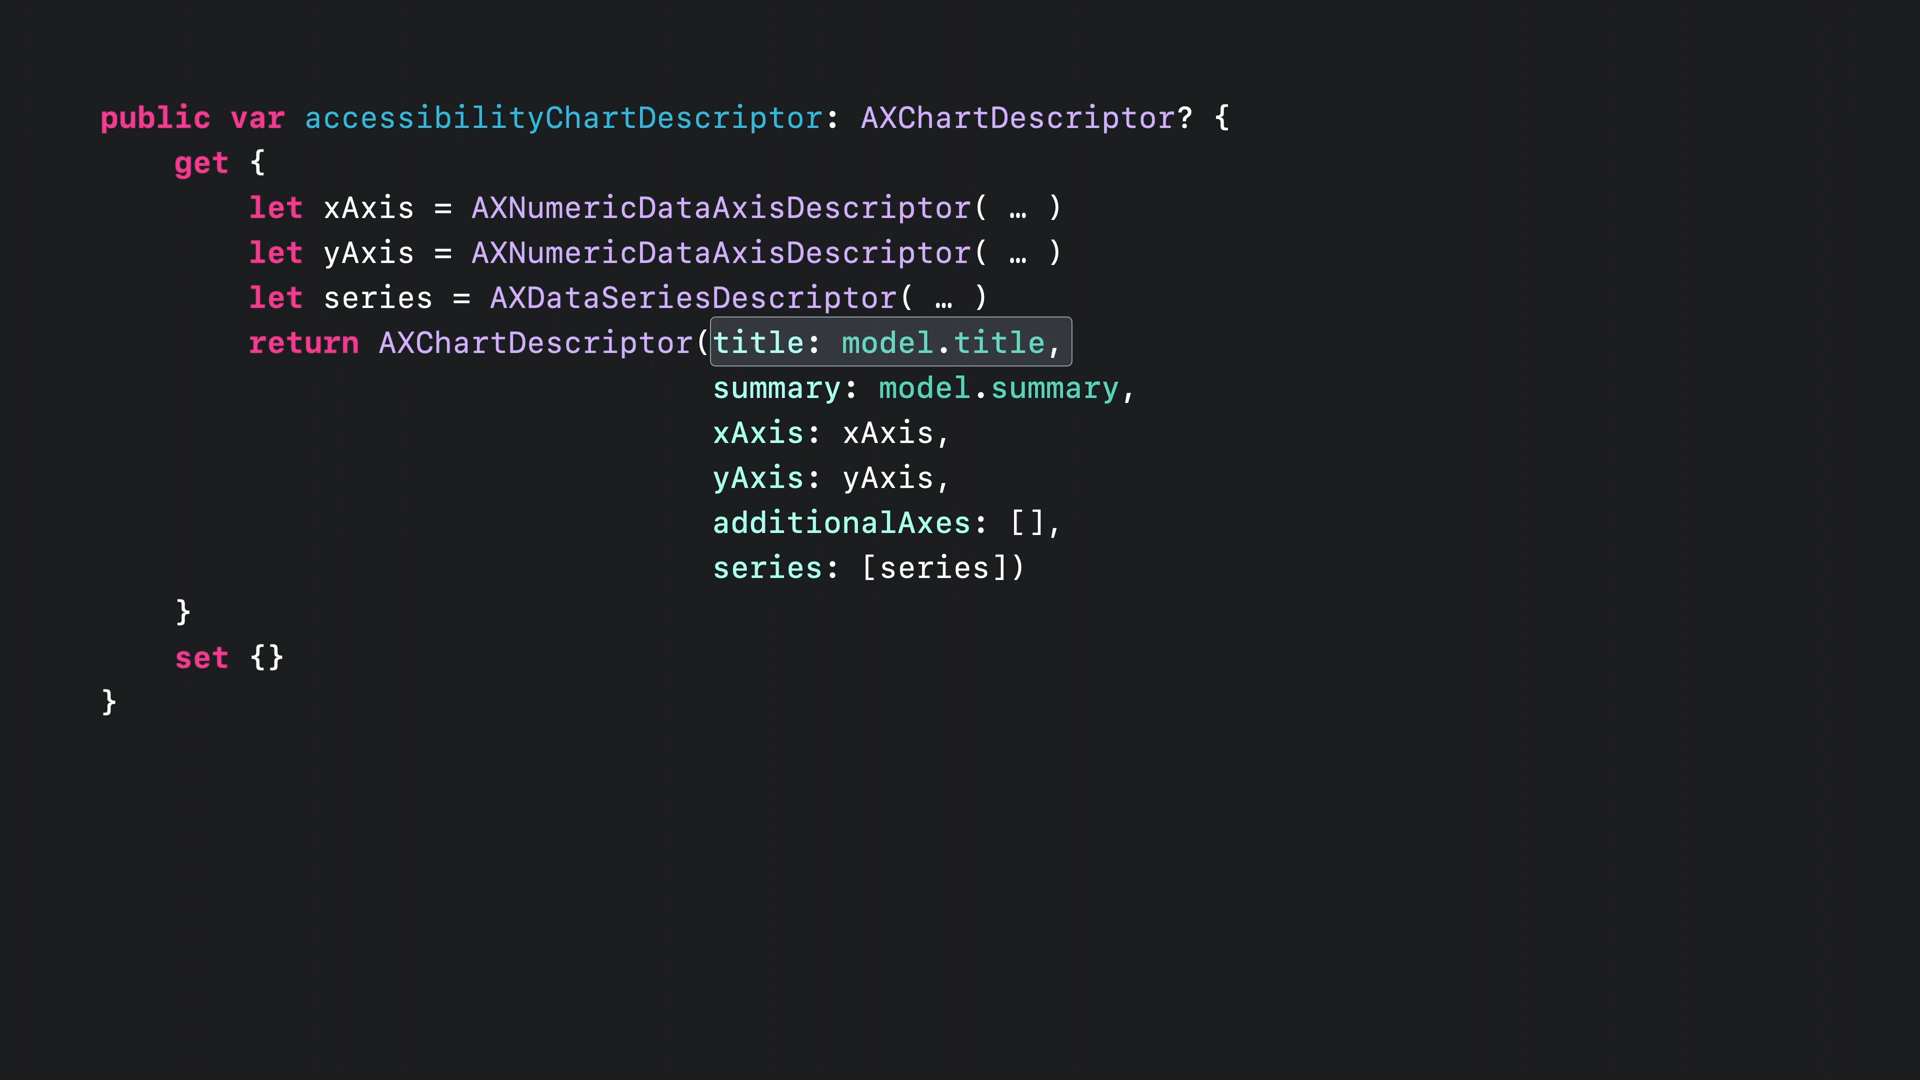 public var accessibilityChartDescriptor: AXChartDescriptor? {
    get {
        let xAxis = AXNumericDataAxisDescriptor( … )
        let yAxis = AXNumericDataAxisDescriptor( … )
        let series = AXDataSeriesDescriptor( … )
        return AXChartDescriptor(title: model.title,
                                 summary: model.summary,
                                 xAxis: xAxis,
                                 yAxis: yAxis,
                                 additionalAxes: [],
                                 series: [series])
    }
    set {}
}